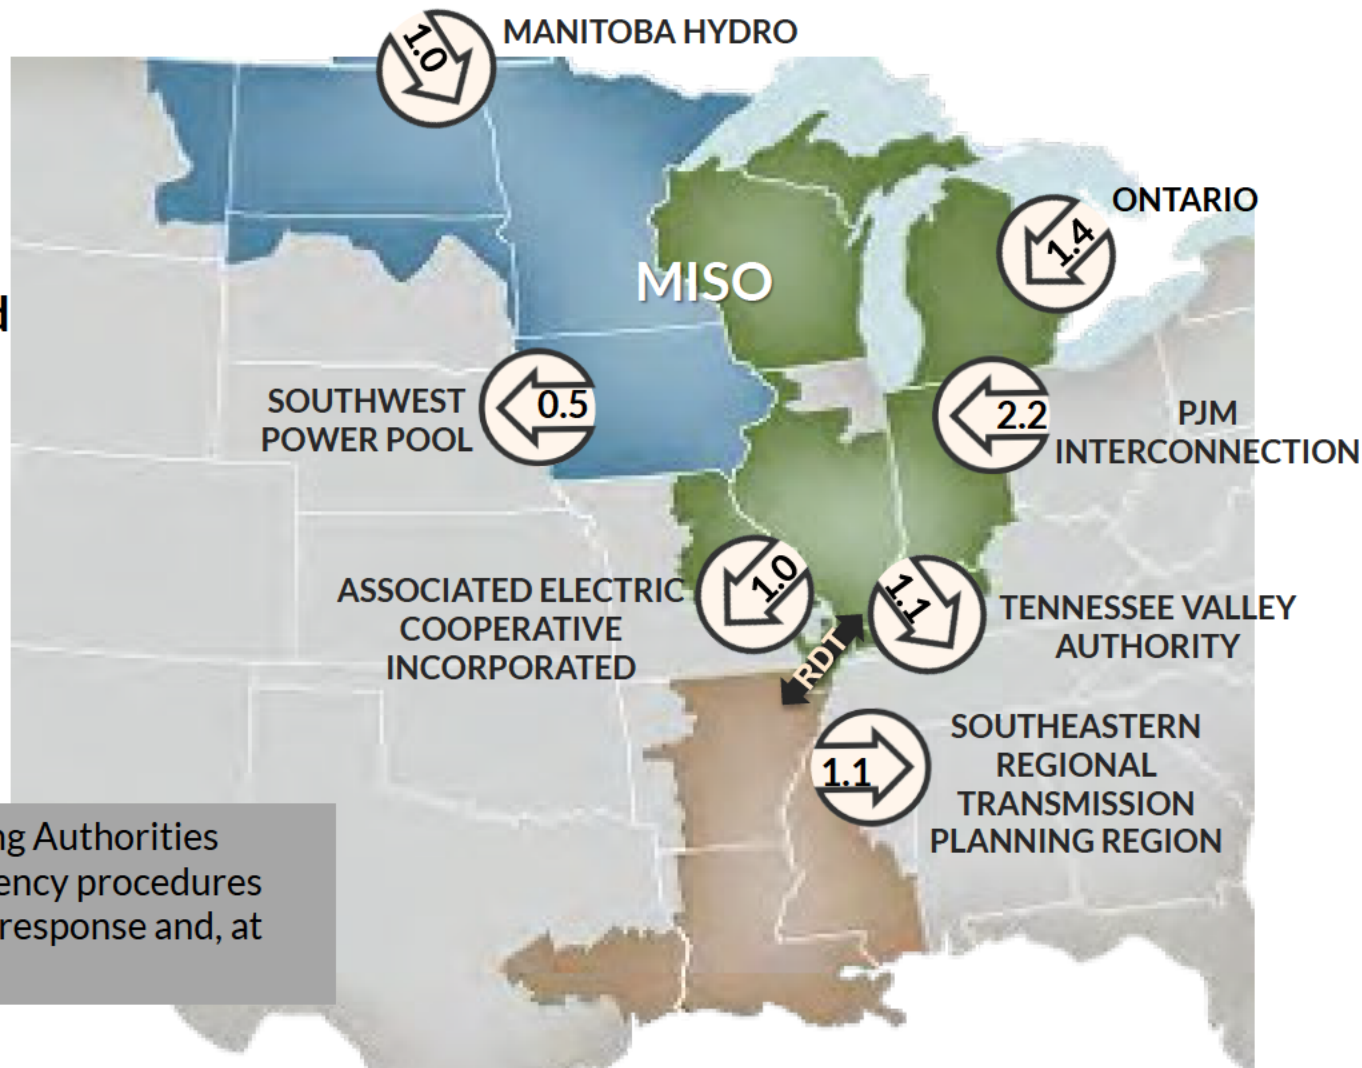 1.0
MANITOBA HYDRO
ONTARIO
1.4
MISO
d
SOUTHWEST
POWER POOL
0.5
2.2
PJM
INTERCONNECTION
ASSOCIATED ELECTRIC
COOPERATIVE
INCORPORATED
1.0
1.1
TENNESSEE VALLEY
AUTHORITY
RDT
1.1
SOUTHEASTERN
REGIONAL
TRANSMISSION
PLANNING REGION
ng Authorities
ency procedures
response and, at